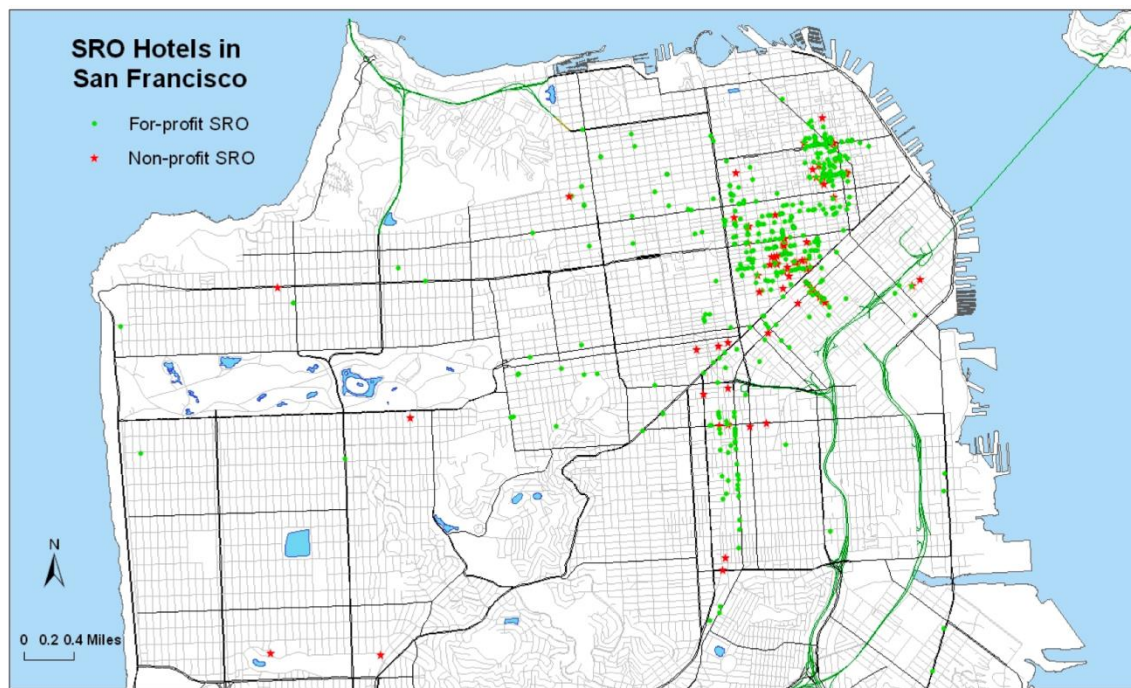 SRO Hotels in
San Francisco
For-profit SRO
Non-profit SRO
N
0 0.2 0.4 Miles